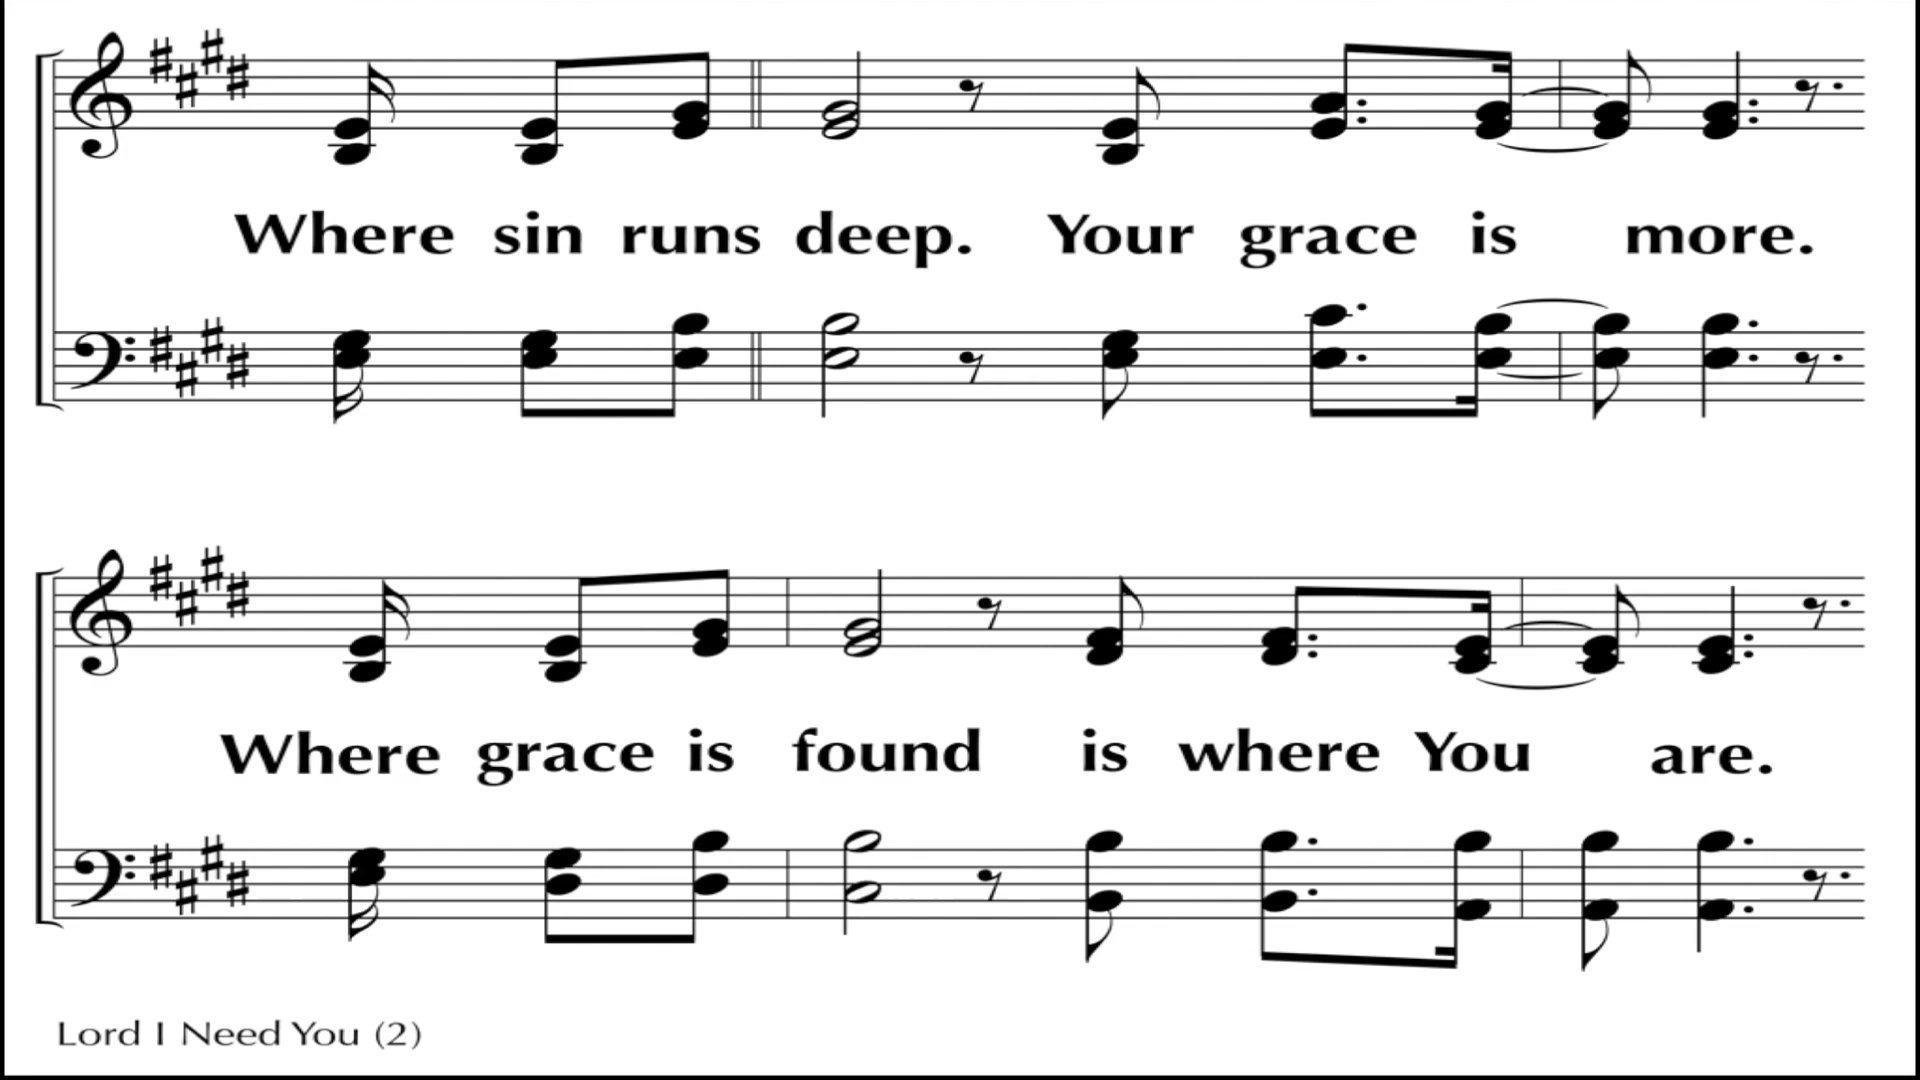 Where sin runs deep. Your grace is more.
Where grace is found is where You are.
Lord I Need You (2)